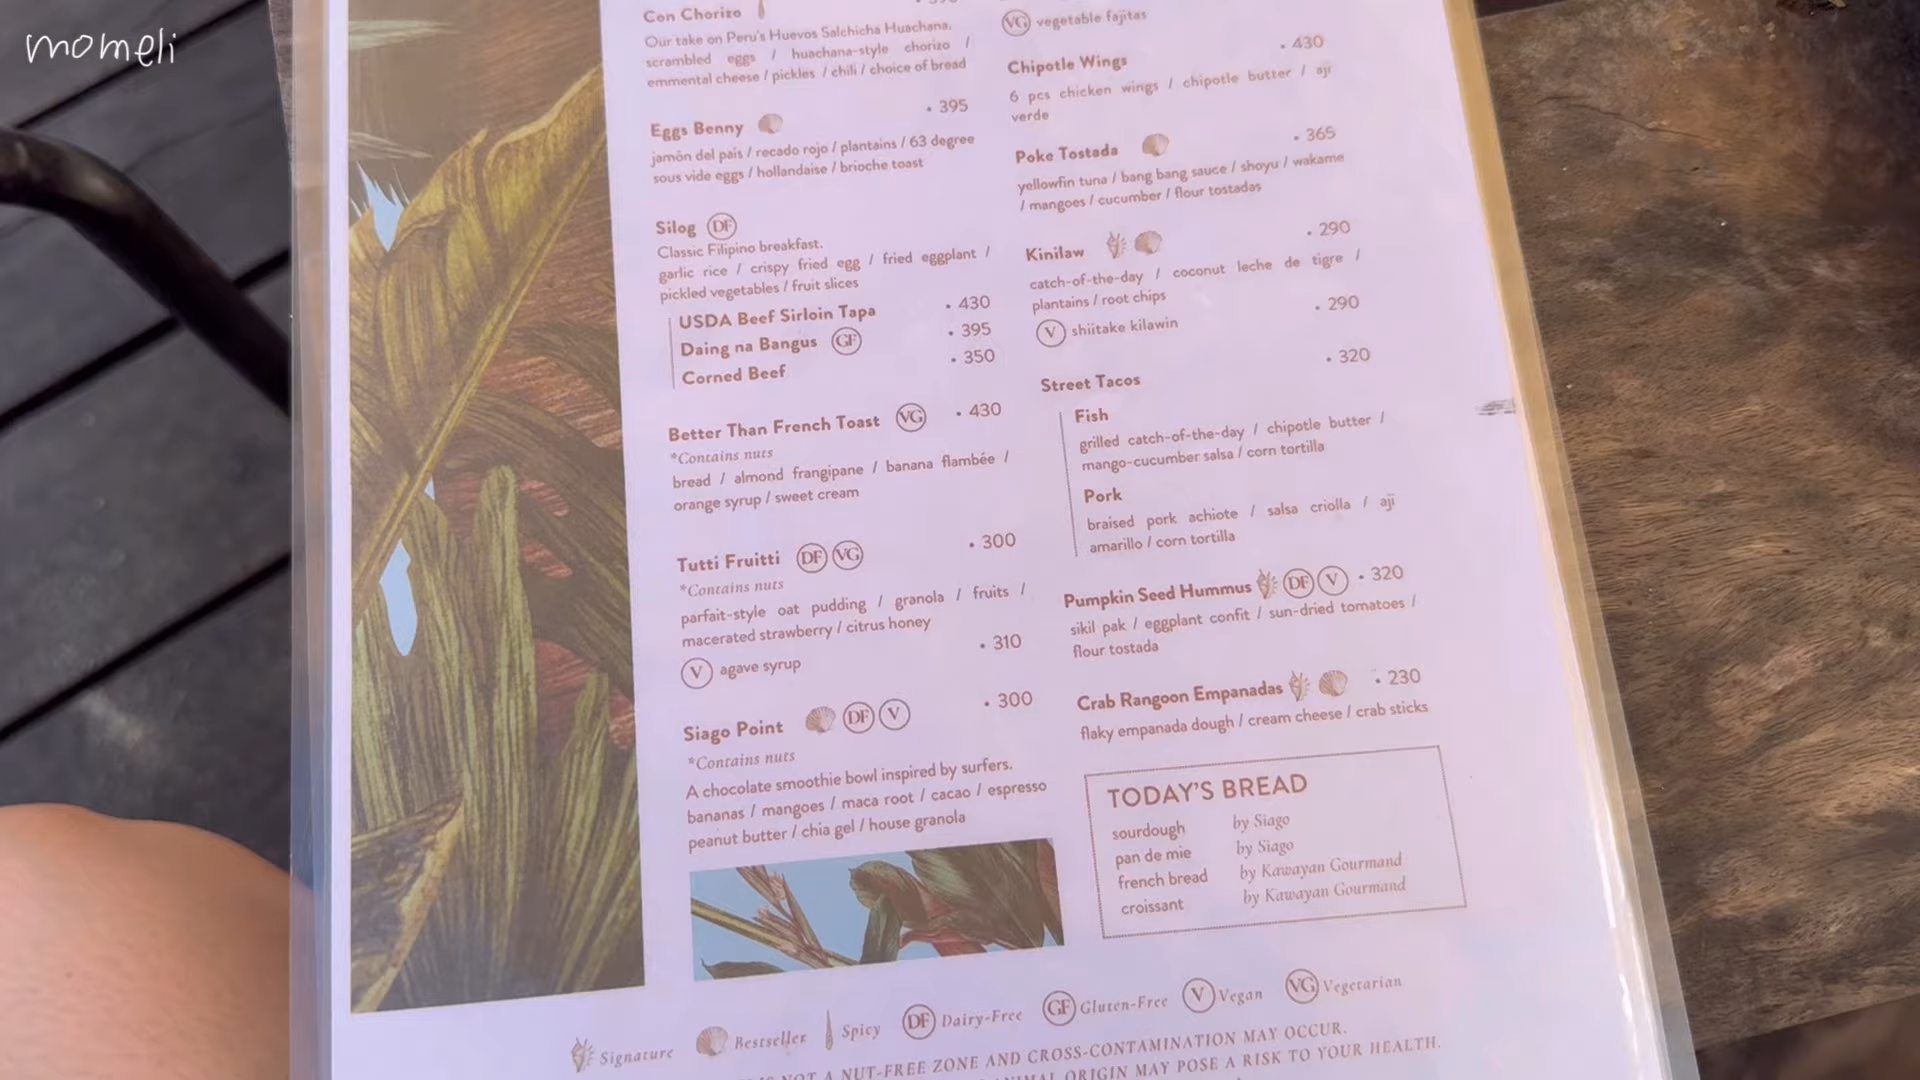 momeli
Con Chorizo
Our take on Peru's Huevos Salchicha Huachana.
scrambled eggs / huachana-style chorizo /
emmental cheese / pickles / chili / choice of bread
Eggs Benny • 395
jamón del país / recado rojo / plantains / 63 degree
sous vide eggs / hollandaise / brioche toast
Silog DF
Classic Filipino breakfast.
garlic rice / crispy fried egg / fried eggplant /
pickled vegetables / fruit slices
USDA Beef Sirloin Tapa • 430
Daing na Bangus GF • 395
Corned Beef • 350
Better Than French Toast VG • 430
*Contains nuts
bread / almond frangipane / banana flambée /
orange syrup / sweet cream
Tutti Fruitti DF VG • 300
*Contains nuts
parfait-style oat pudding / granola / fruits /
macerated strawberry / citrus honey
V agave syrup • 310
Siago Point DF V • 300
*Contains nuts
A chocolate smoothie bowl inspired by surfers.
bananas / mangoes / maca root / cacao / espresso
peanut butter / chia gel / house granola
VG vegetable fajitas
Chipotle Wings • 430
6 pcs chicken wings / chipotle butter / aji
verde
Poke Tostada • 365
yellowfin tuna / bang bang sauce / shoyu / wakame
/ mangoes / cucumber / flour tostadas
Kinilaw • 290
catch-of-the-day / coconut leche de tigre /
plantains / root chips
V shiitake kilawin • 290
Street Tacos • 320
Fish
grilled catch-of-the-day / chipotle butter /
mango-cucumber salsa / corn tortilla
Pork
braised pork achiote / salsa criolla / aji
amarillo / corn tortilla
Pumpkin Seed Hummus DF V • 320
sikil pak / eggplant confit / sun-dried tomatoes /
flour tostada
Crab Rangoon Empanadas • 230
flaky empanada dough / cream cheese / crab sticks
TODAY'S BREAD
sourdough by Siago
pan de mie by Siago
french bread by Kawayan Gourmand
croissant by Kawayan Gourmand
Signature Bestseller Spicy DF Dairy-Free GF Gluten-Free V Vegan VG Vegetarian
NOT A NUT-FREE ZONE AND CROSS-CONTAMINATION MAY OCCUR.
ORIGIN MAY POSE A RISK TO YOUR HEALTH.